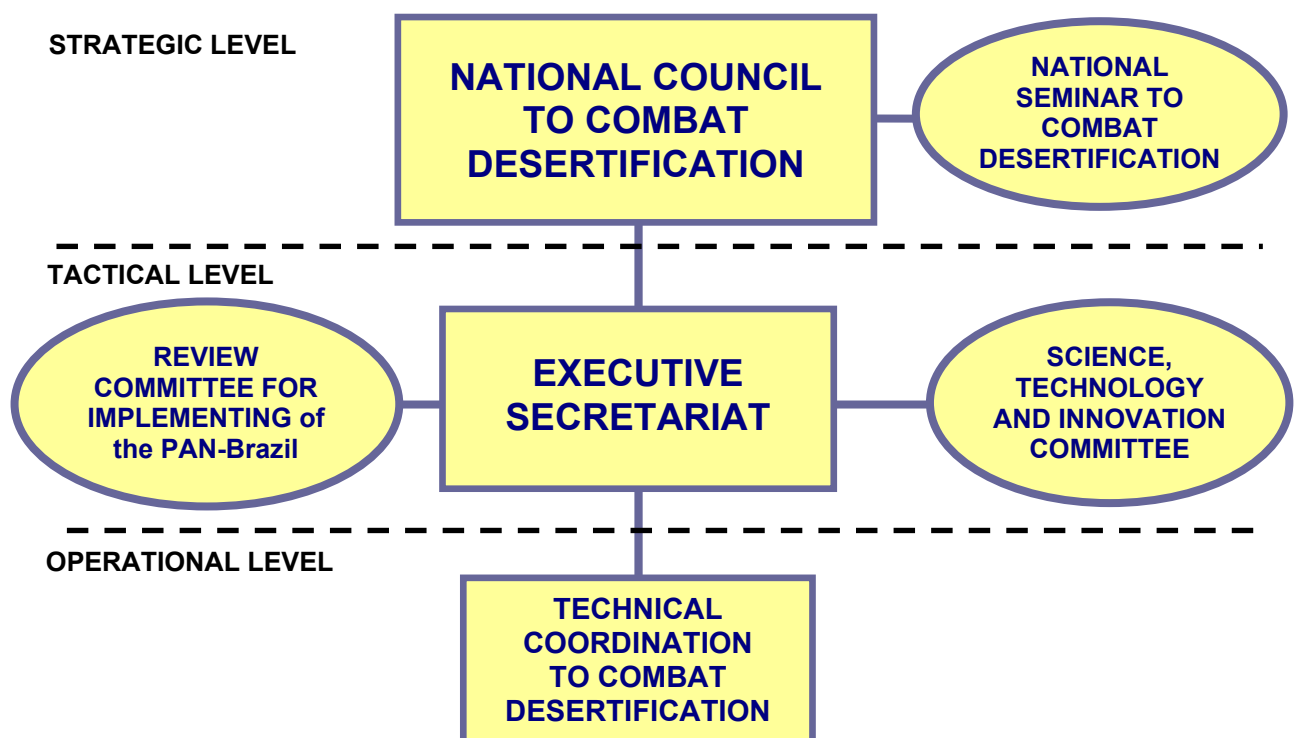 STRATEGIC LEVEL
NATIONAL COUNCIL
TO COMBAT
DESERTIFICATION
NATIONAL
SEMINAR TO
COMBAT
DESERTIFICATION
TACTICAL LEVEL
REVIEW
COMMITTEE FOR
IMPLEMENTING of
the PAN-Brazil
EXECUTIVE
SECRETARIAT
SCIENCE,
TECHNOLOGY
AND INNOVATION
COMMITTEE
OPERATIONAL LEVEL
TECHNICAL
COORDINATION
TO COMBAT
DESERTIFICATION